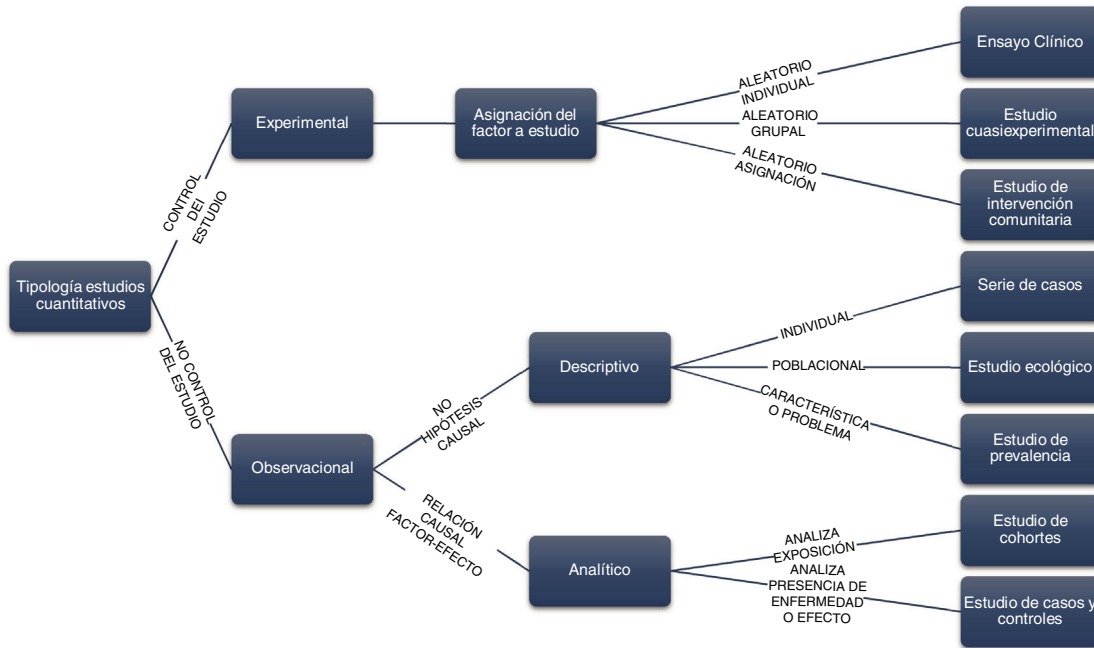 Tipología estudios
cuantitativos
CONTROL
DEl
ESTUDIO
NO CONTROL
DEL ESTUDIO
Experimental
Asignación del
factor a estudio
ALEATORIO
INDIVIDUAL
ALEATORIO
GRUPAL
ALEATORIO
ASIGNACIÓN
Ensayo Clínico
Estudio
cuasiexperimental
Estudio de
intervención
comunitaria
Observacional
NO
HIPÓTESIS
CAUSAL
RELACIÓN
CAUSAL
FACTOR-EFECTO
Descriptivo
INDIVIDUAL
POBLACIONAL
CARACTERÍSTICA
O PROBLEMA
Serie de casos
Estudio ecológico
Estudio de
prevalencia
Analítico
ANALIZA
EXPOSICIÓN
ANALIZA
PRESENCIA DE
ENFERMEDAD
O EFECTO
Estudio de
cohortes
Estudio de casos y
controles